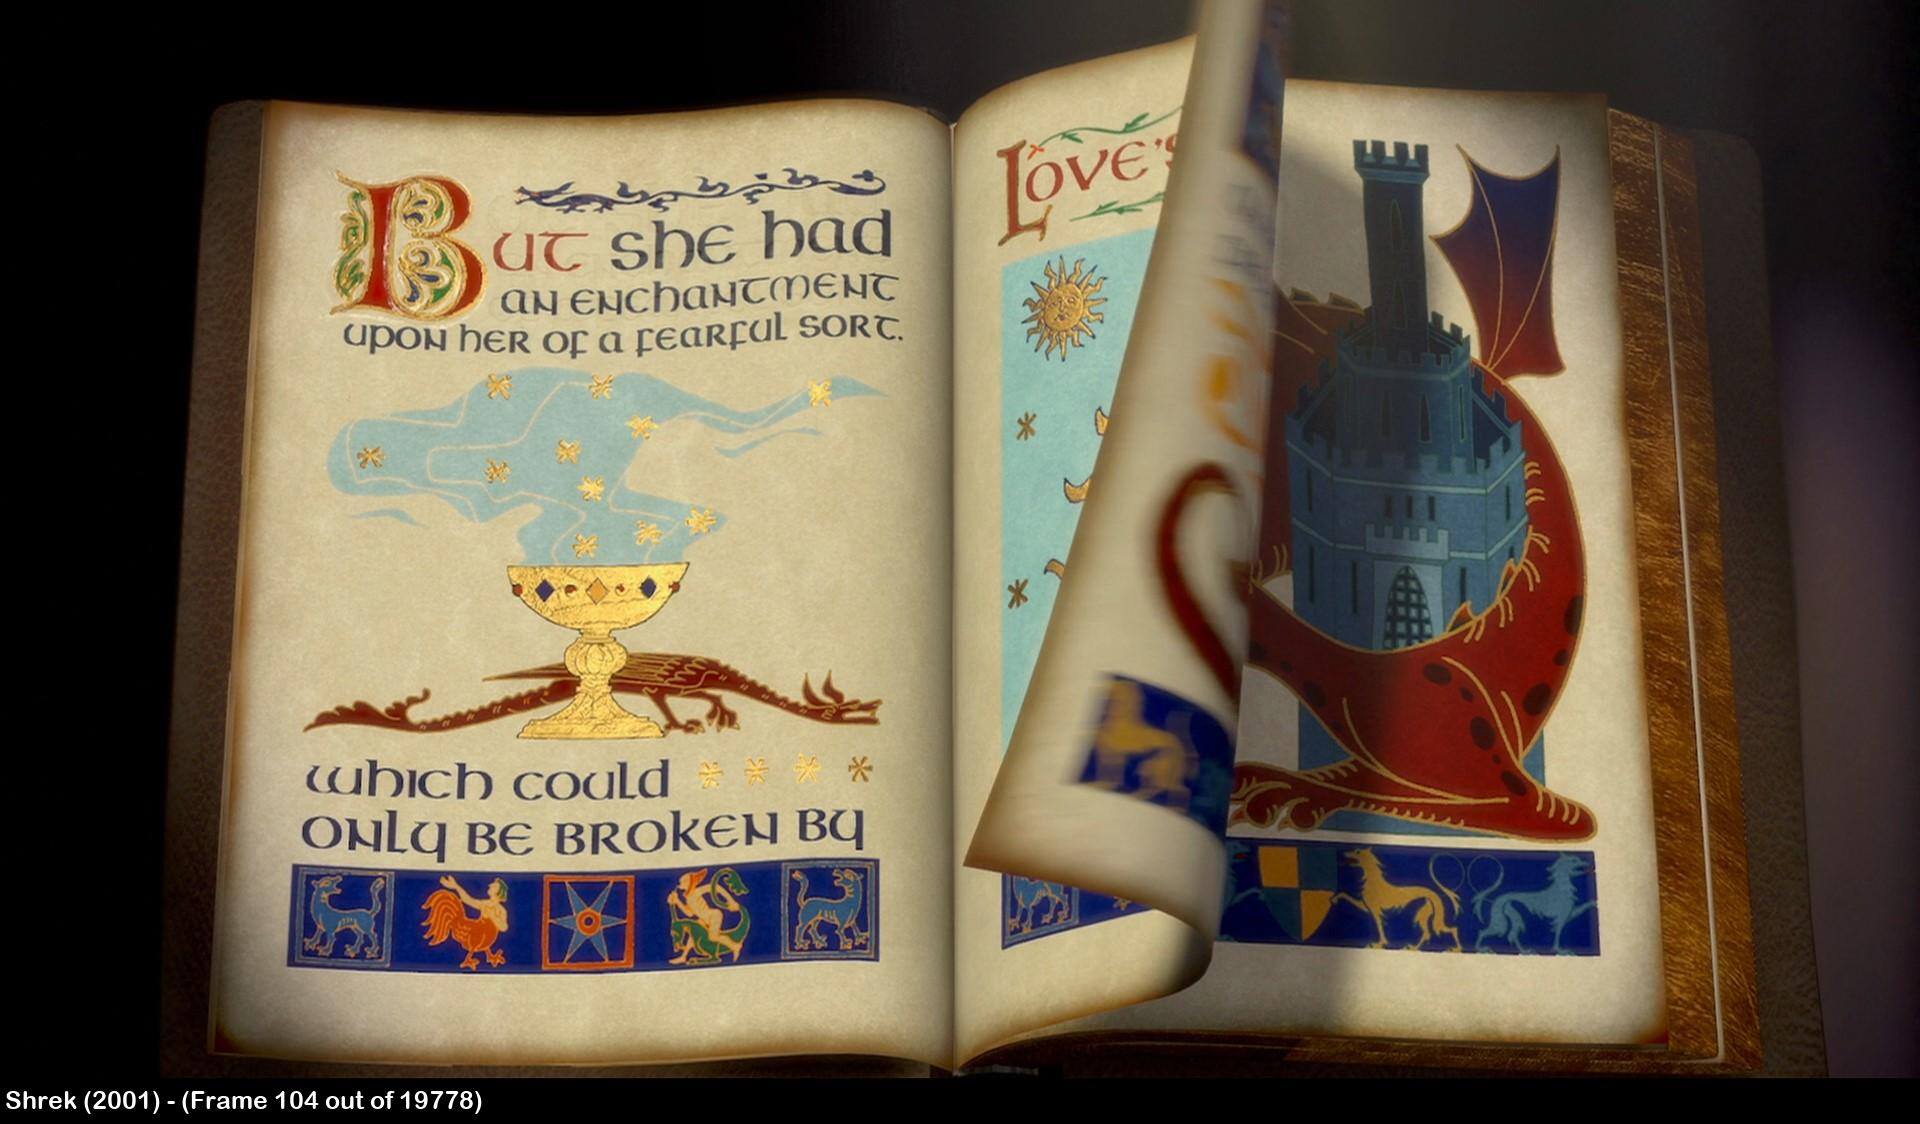 But she had
an enchantment
upon her of a fearful sort.
which could
only be broken by
Love's
Shrek (2001) - (Frame 104 out of 19778)